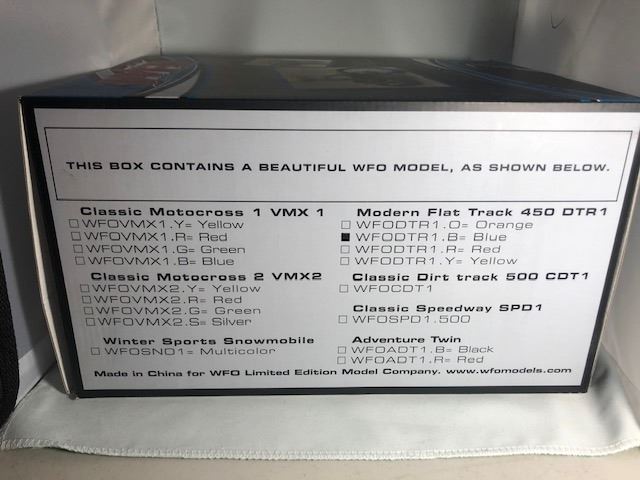 THIS BOX CONTAINS A BEAUTIFUL WFO MODEL, AS SHOWN BELOW.
Classic Motocross 1 VMX 1
WFOVMX1.Y= Yellow
WFOVMX1.R= Red
WFOVMX1.G= Green
WFOVMX1.B= Blue
Classic Motocross 2 VMX2
WFOVMX2.Y= Yellow
WFOVMX2.R= Red
WFOVMX2.G= Green
WFOVMX2.S= Silver
Winter Sports Snowmobile
WFOSNO1= Multicolor
Modern Flat Track 450 DTR1
WFODTR1.O= Orange
WFODTR1.B= Blue
WFODTR1.R= Red
WFODTR1.Y= Yellow
Classic Dirt track 500 CDT1
WFOCDT1
Classic Speedway SPD1
WFOSPD1.500
Adventure Twin
WFOADT1.B= Black
WFOADT1.R= Red
Made in China for WFO Limited Edition Model Company. www.wfomodels.com